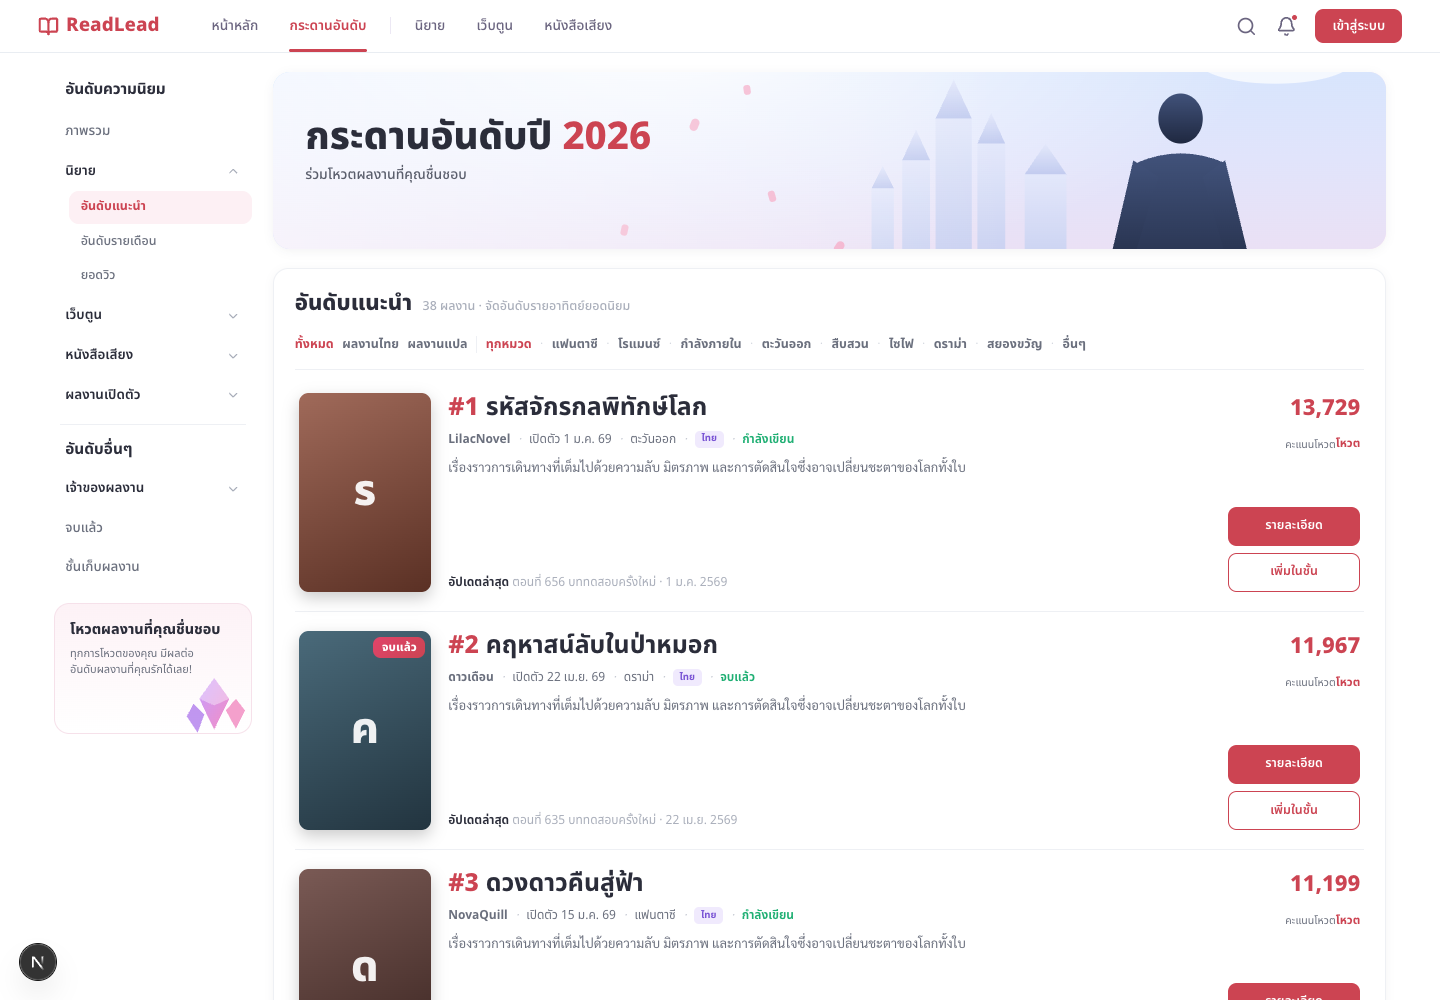 ReadLead
หน้าหลัก
กระดานอันดับ
นิยาย
เว็บตูน
หนังสือเสียง
เข้าสู่ระบบ
อันดับความนิยม
ภาพรวม
นิยาย
อันดับแนะนำ
อันดับรายเดือน
ยอดวิว
เว็บตูน
หนังสือเสียง
ผลงานเปิดตัว
อันดับอื่นๆ
เจ้าของผลงาน
จบแล้ว
ชั้นเก็บผลงาน
โหวตผลงานที่คุณชื่นชอบ
ทุกการโหวตของคุณ มีผลต่อ
อันดับผลงานที่คุณรักได้เลย!
กระดานอันดับปี 2026
ร่วมโหวตผลงานที่คุณชื่นชอบ
อันดับแนะนำ 38 ผลงาน · จัดอันดับรายอาทิตย์ยอดนิยม
ทั้งหมด ผลงานไทย ผลงานแปล ทุกหมวด · แฟนตาซี · โรแมนซ์ · กำลังภายใน · ตะวันออก · สืบสวน · ไซไฟ · ดราม่า · สยองขวัญ · อื่นๆ
ร
#1 รหัสจักรกลพิทักษ์โลก
LilacNovel · เปิดตัว 1 ม.ค. 69 · ตะวันออก · ไทย · กำลังเขียน
เรื่องราวการเดินทางที่เต็มไปด้วยความลับ มิตรภาพ และการตัดสินใจซึ่งอาจเปลี่ยนชะตาของโลกทั้งใบ
อัปเดตล่าสุด ตอนที่ 656 บททดสอบครั้งใหม่ · 1 ม.ค. 2569
13,729
คะแนนโหวตโหวต
รายละเอียด
เพิ่มในชั้น
จบแล้ว
ค
#2 คฤหาสน์ลับในป่าหมอก
ดาวเดือน · เปิดตัว 22 เม.ย. 69 · ดราม่า · ไทย · จบแล้ว
เรื่องราวการเดินทางที่เต็มไปด้วยความลับ มิตรภาพ และการตัดสินใจซึ่งอาจเปลี่ยนชะตาของโลกทั้งใบ
อัปเดตล่าสุด ตอนที่ 635 บททดสอบครั้งใหม่ · 22 เม.ย. 2569
11,967
คะแนนโหวตโหวต
รายละเอียด
เพิ่มในชั้น
ด
#3 ดวงดาวคืนสู่ฟ้า
NovaQuill · เปิดตัว 15 ม.ค. 69 · แฟนตาซี · ไทย · กำลังเขียน
เรื่องราวการเดินทางที่เต็มไปด้วยความลับ มิตรภาพ และการตัดสินใจซึ่งอาจเปลี่ยนชะตาของโลกทั้งใบ
11,199
คะแนนโหวตโหวต
รายละเอียด
N